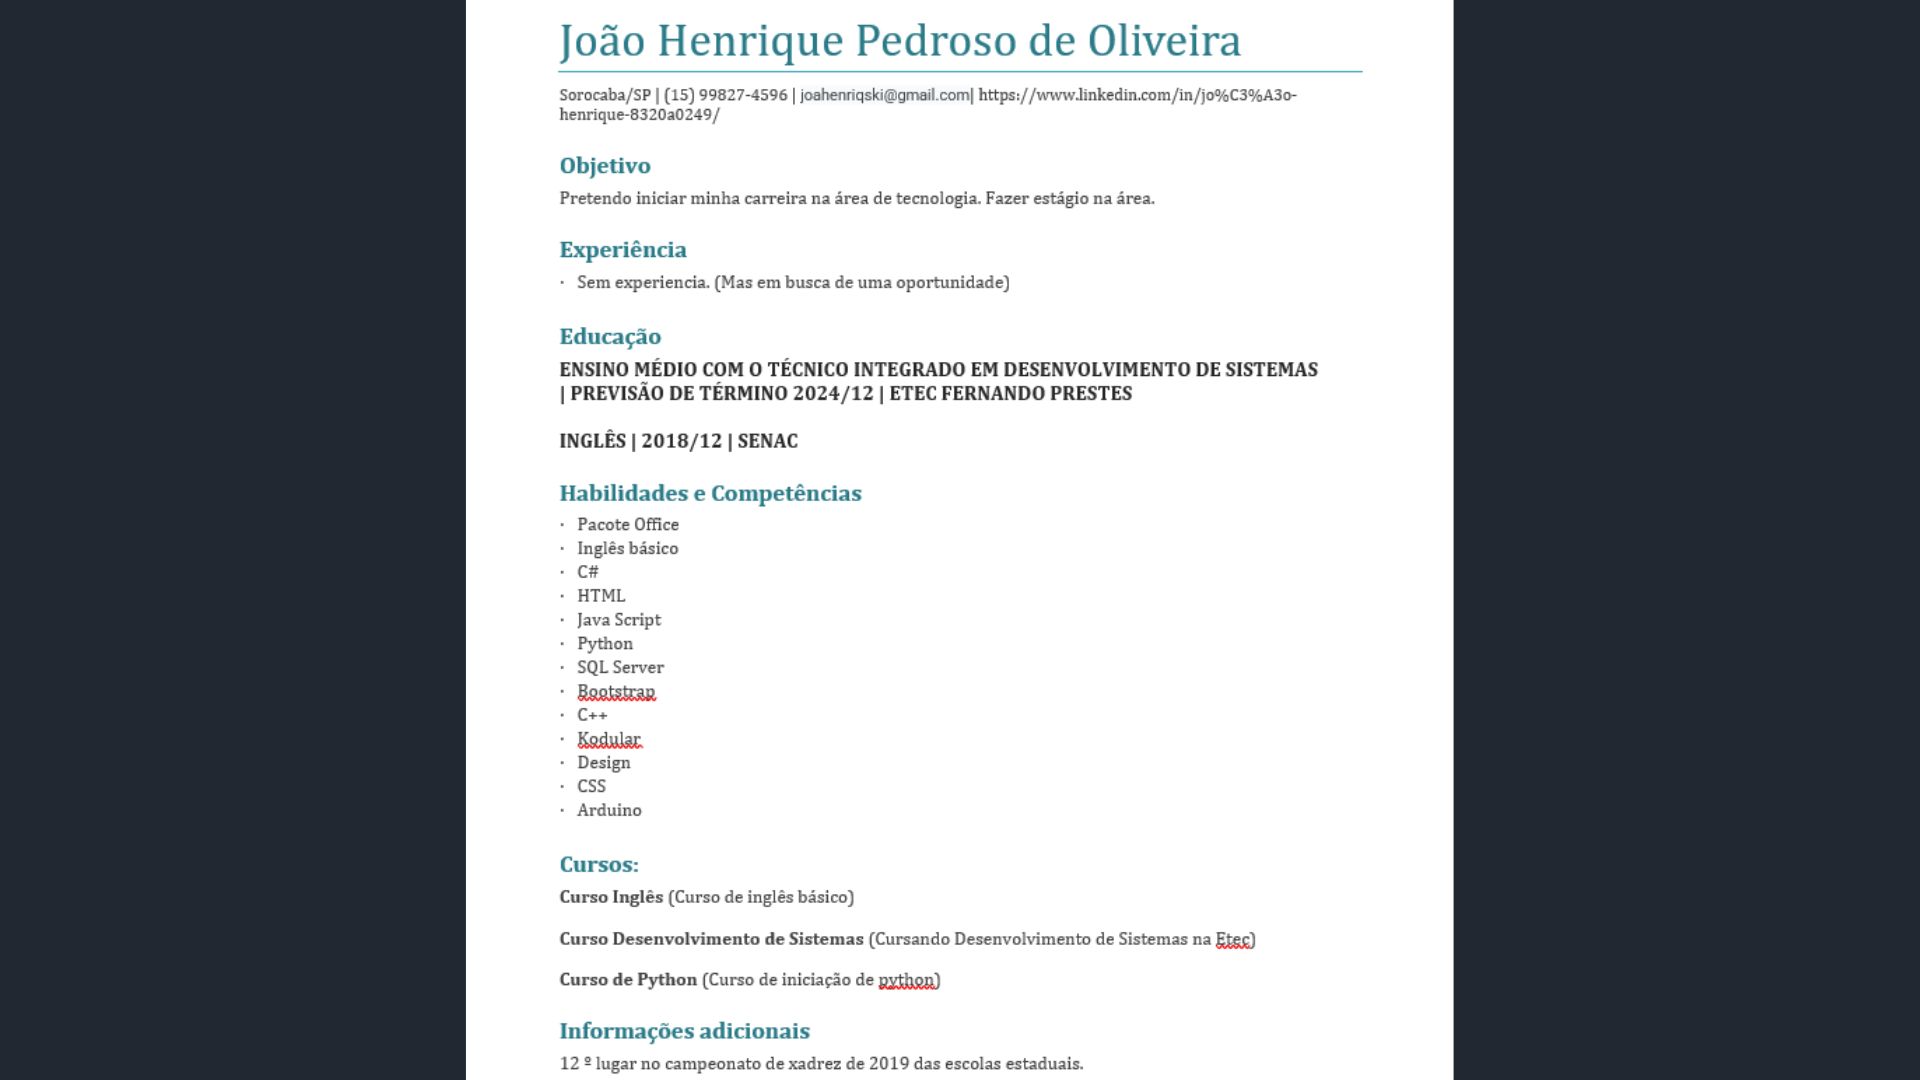 João Henrique Pedroso de Oliveira
Sorocaba/SP | (15) 99827-4596 | joahenriqski@gmail.com| https://www.linkedin.com/in/jo%C3%A3o-
henrique-8320a0249/
Objetivo
Pretendo iniciar minha carreira na área de tecnologia. Fazer estágio na área.
Experiência
· Sem experiencia. (Mas em busca de uma oportunidade)
Educação
ENSINO MÉDIO COM O TÉCNICO INTEGRADO EM DESENVOLVIMENTO DE SISTEMAS
| PREVISÃO DE TÉRMINO 2024/12 | ETEC FERNANDO PRESTES
INGLÊS | 2018/12 | SENAC
Habilidades e Competências
· Pacote Office
· Inglês básico
· C#
· HTML
· Java Script
· Python
· SQL Server
· Bootstrap
· C++
· Kodular
· Design
· CSS
· Arduino
Cursos:
Curso Inglês (Curso de inglês básico)
Curso Desenvolvimento de Sistemas (Cursando Desenvolvimento de Sistemas na Etec)
Curso de Python (Curso de iniciação de python)
Informações adicionais
12 º lugar no campeonato de xadrez de 2019 das escolas estaduais.